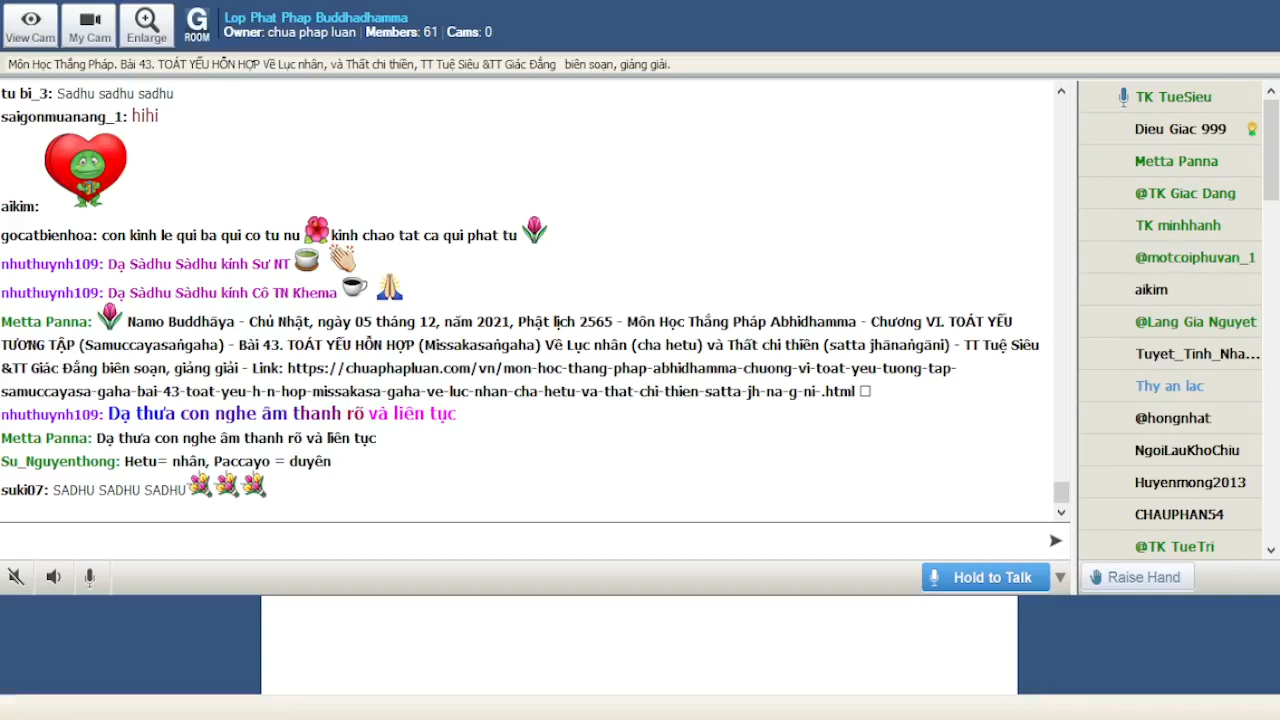 View Cam
My Cam
Enlarge
G
ROOM
Lop Phat Phap Buddhadhamma
Owner: chua phap luan | Members: 61 | Cams: 0
Môn Học Thắng Pháp. Bài 43. TOÁT YẾU HỖN HỢP Về Lục nhân, và Thất chi thiền, TT Tuệ Siêu &TT Giác Đẳng   biên soạn, giảng giải.
tu bi_3: Sadhu sadhu sadhu
saigonmuanang_1: hihi
aikim:
gocatbienhoa: con kinh le qui ba qui co tu nu kinh chao tat ca qui phat tu
nhuthuynh109: Dạ Sàdhu Sàdhu kính Sư NT
nhuthuynh109: Dạ Sàdhu Sàdhu kính Cô TN Khema
Metta Panna: Namo Buddhāya - Chủ Nhật, ngày 05 tháng 12, năm 2021, Phật lịch 2565 - Môn Học Thắng Pháp Abhidhamma - Chương VI. TOÁT YẾU
TƯƠNG TẬP (Samuccayasaṅgaha) - Bài 43. TOÁT YẾU HỖN HỢP (Missakasaṅgaha) Về Lục nhân (cha hetu) và Thất chi thiền (satta jhānaṅgāni) - TT Tuệ Siêu
&TT Giác Đẳng biên soạn, giảng giải - Link: https://chuaphapluan.com/vn/mon-hoc-thang-phap-abhidhamma-chuong-vi-toat-yeu-tuong-tap-
samuccayasa-gaha-bai-43-toat-yeu-h-n-hop-missakasa-gaha-ve-luc-nhan-cha-hetu-va-that-chi-thien-satta-jh-na-g-ni-.html
nhuthuynh109: Dạ thưa con nghe âm thanh rõ và liên tục
Metta Panna: Dạ thưa con nghe âm thanh rõ và liên tục
Su_Nguyenthong: Hetu= nhân, Paccayo = duyên
suki07: SADHU SADHU SADHU
Hold to Talk
TK TueSieu
Dieu Giac 999
Metta Panna
@TK Giac Dang
TK minhhanh
@motcoiphuvan_1
aikim
@Lang Gia Nguyet
Tuyet_Tinh_Nha...
Thy an lac
@hongnhat
NgoiLauKhoChiu
Huyenmong2013
CHAUPHAN54
@TK TueTri
Raise Hand